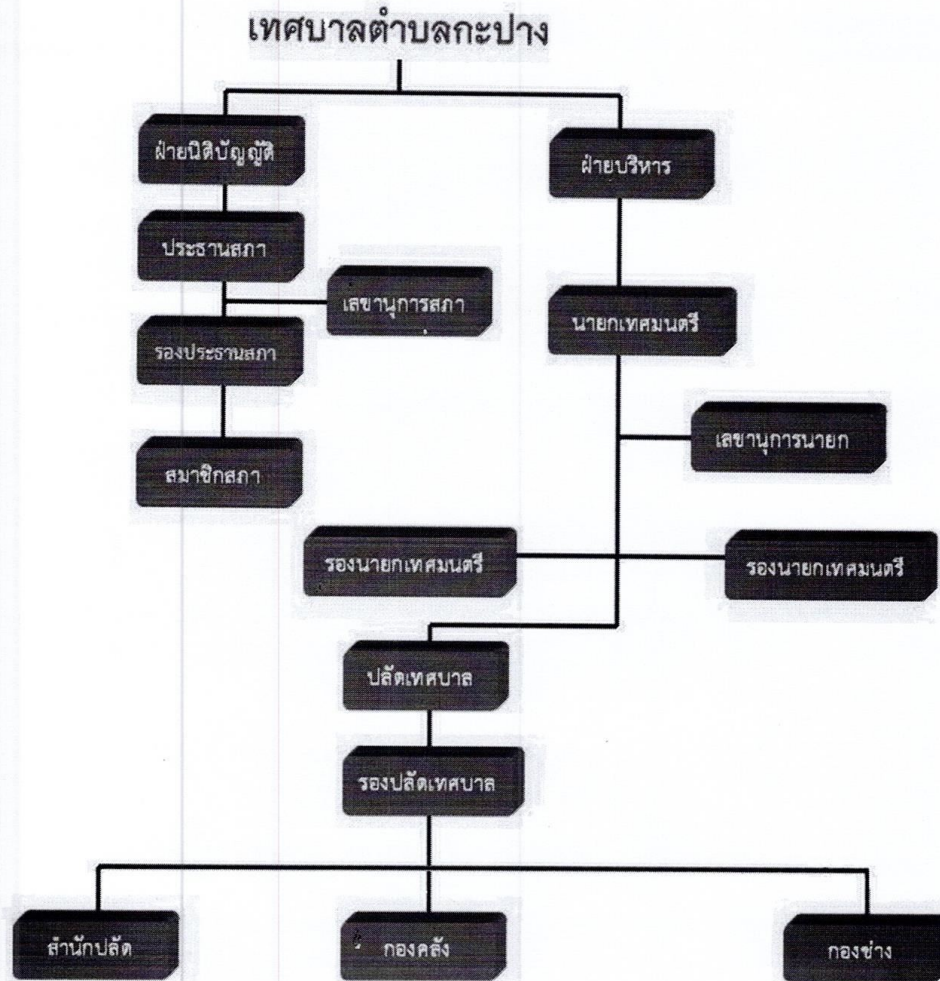 เทศบาลตำบลกะปาง
ฝ่ายนิติบัญญัติ
ฝ่ายบริหาร
ประธานสภา
เลขานุการสภา
นายกเทศมนตรี
รองประธานสภา
เลขานุการนายก
สมาชิกสภา
รองนายกเทศมนตรี
รองนายกเทศมนตรี
ปลัดเทศบาล
รองปลัดเทศบาล
สำนักปลัด
กองคลัง
กองช่าง